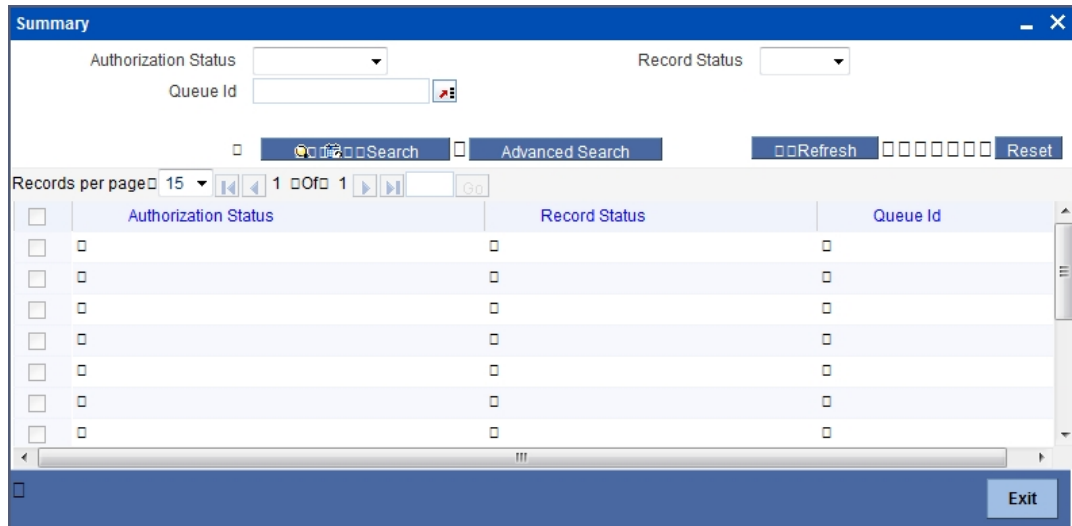 Summary
Authorization Status Record Status
Queue Id
Search Advanced Search Refresh Reset
Records per page 15 1 Of 1 Go
Authorization Status Record Status Queue Id
Exit